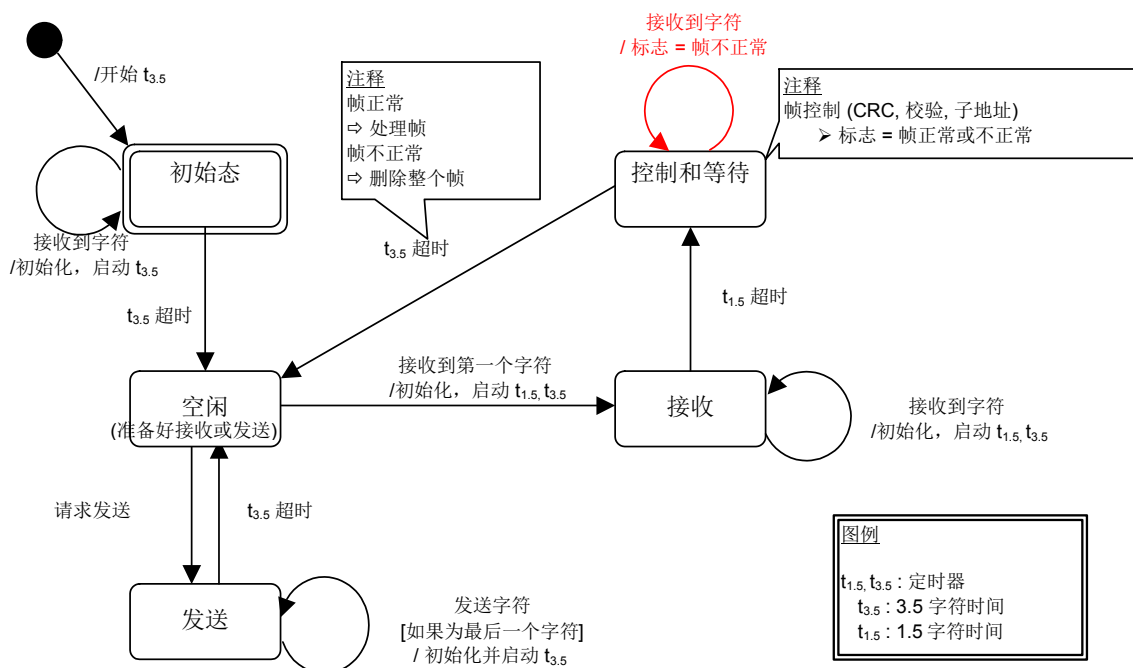 接收到字符
/ 标志 = 帧不正常
/开始 t3.5
注释
帧正常
⇨ 处理帧
帧不正常
⇨ 删除整个帧
注释
帧控制 (CRC, 校验, 子地址)
➢ 标志 = 帧正常或不正常
初始态
控制和等待
接收到字符
/初始化，启动 t3.5
t3.5 超时
t1.5 超时
t3.5 超时
接收到第一个字符
/初始化，启动 t1.5, t3.5
空闲
(准备好接收或发送)
接收
接收到字符
/初始化，启动 t1.5, t3.5
请求发送
t3.5 超时
图例
t1.5, t3.5 : 定时器
t3.5 : 3.5 字符时间
t1.5 : 1.5 字符时间
发送
发送字符
[如果为最后一个字符]
/ 初始化并启动 t3.5